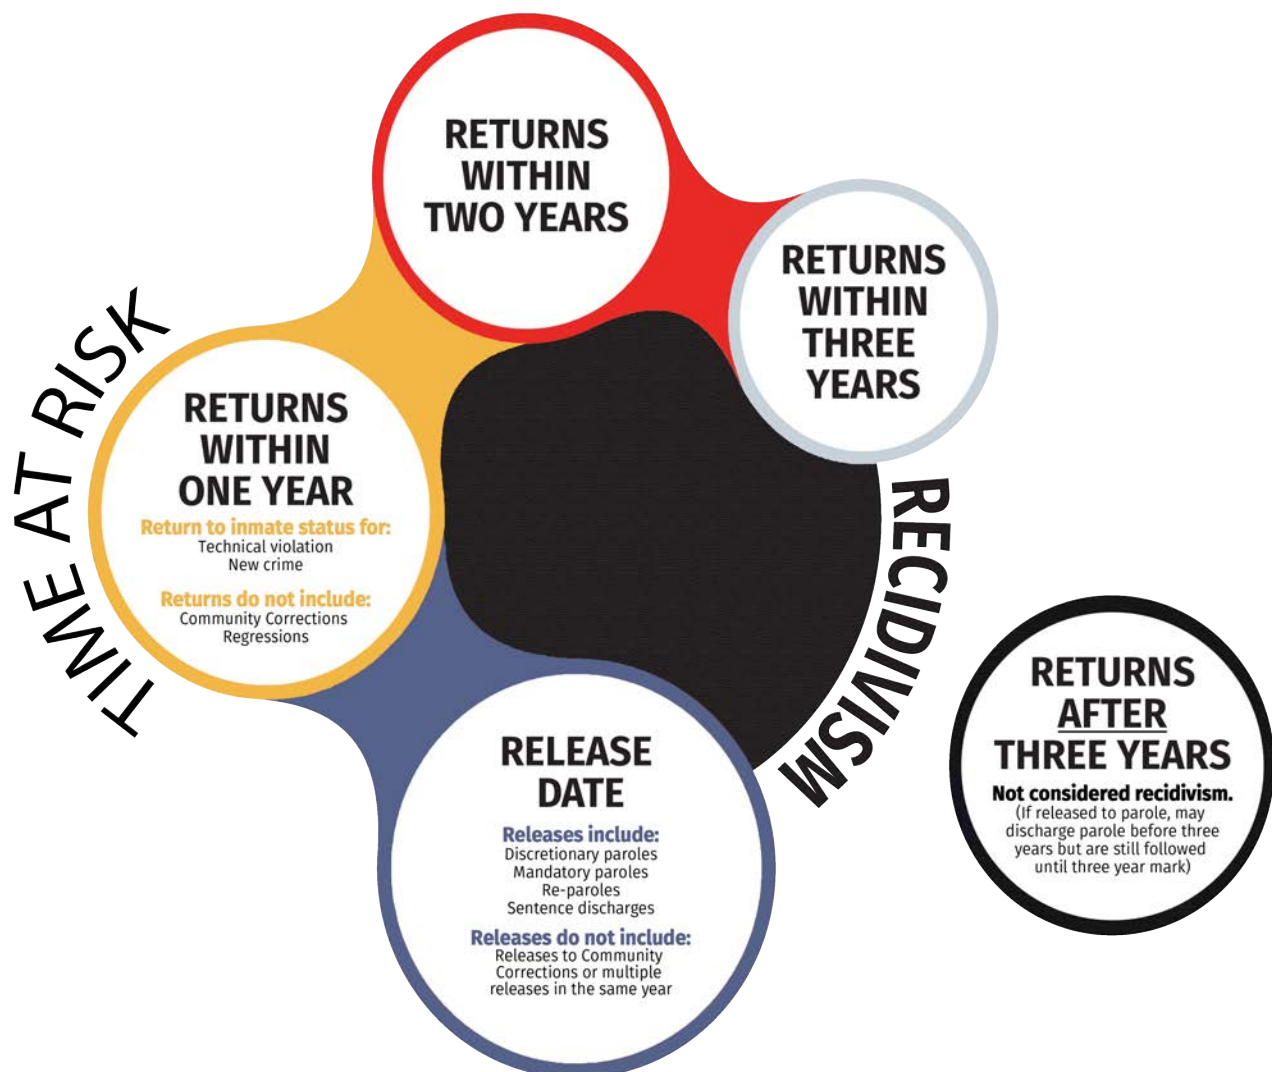 RETURNS
WITHIN
TWO YEARS
RETURNS
WITHIN
THREE
YEARS
TIME AT RISK
RETURNS
WITHIN
ONE YEAR
Return to inmate status for:
Technical violation
New crime
Returns do not include:
Community Corrections
Regressions
RECIDIVISM
RELEASE
DATE
Releases include:
Discretionary paroles
Mandatory paroles
Re-paroles
Sentence discharges
Releases do not include:
Releases to Community
Corrections or multiple
releases in the same year
RETURNS
AFTER
THREE YEARS
Not considered recidivism.
(If released to parole, may
discharge parole before three
years but are still followed
until three year mark)